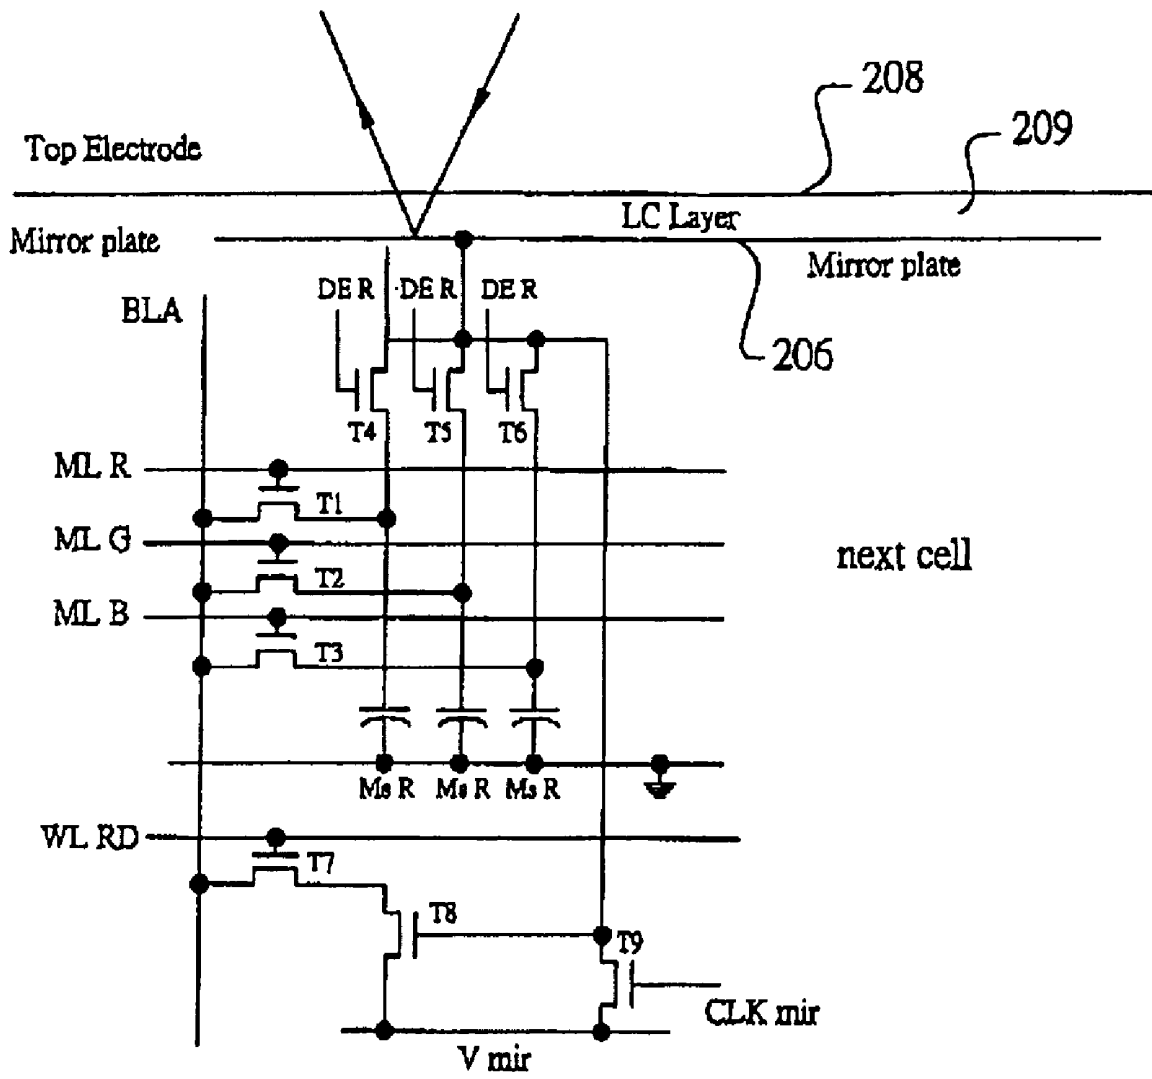 208
209
Top Electrode
LC Layer
Mirror plate
Mirror plate
DE R DE R DE R
BLA
206
T4 T5 T6
ML R
T1
ML G
next cell
T2
ML B
T3
Ms R Ms R Ms R
WL RD
T7
T8
T9
CLK mir
V mir